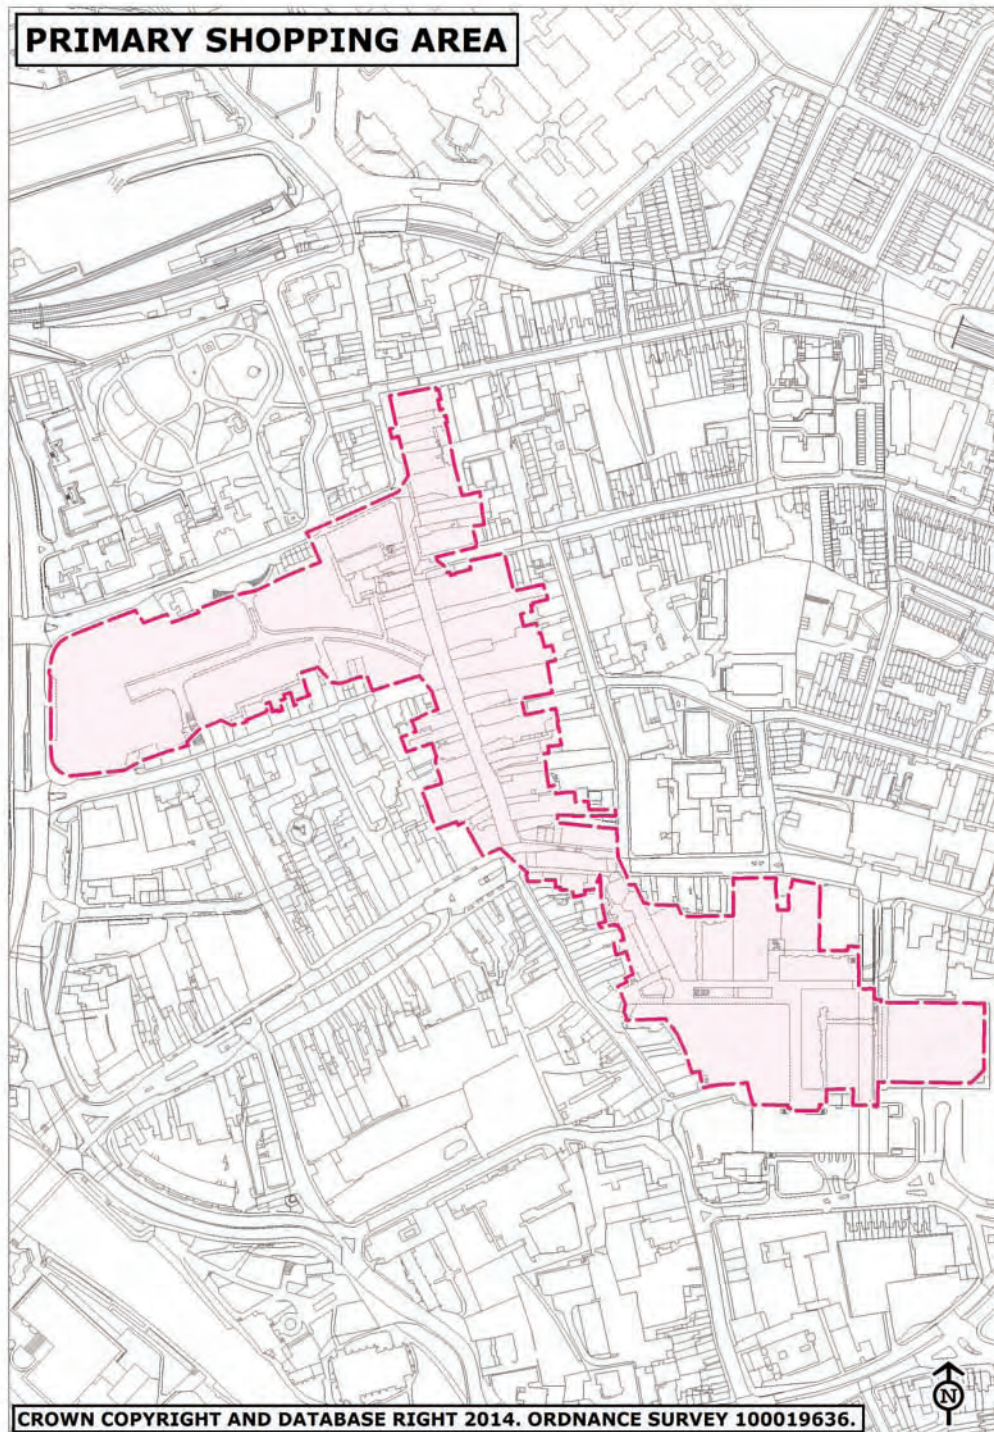 PRIMARY SHOPPING AREA
N
CROWN COPYRIGHT AND DATABASE RIGHT 2014. ORDNANCE SURVEY 100019636.